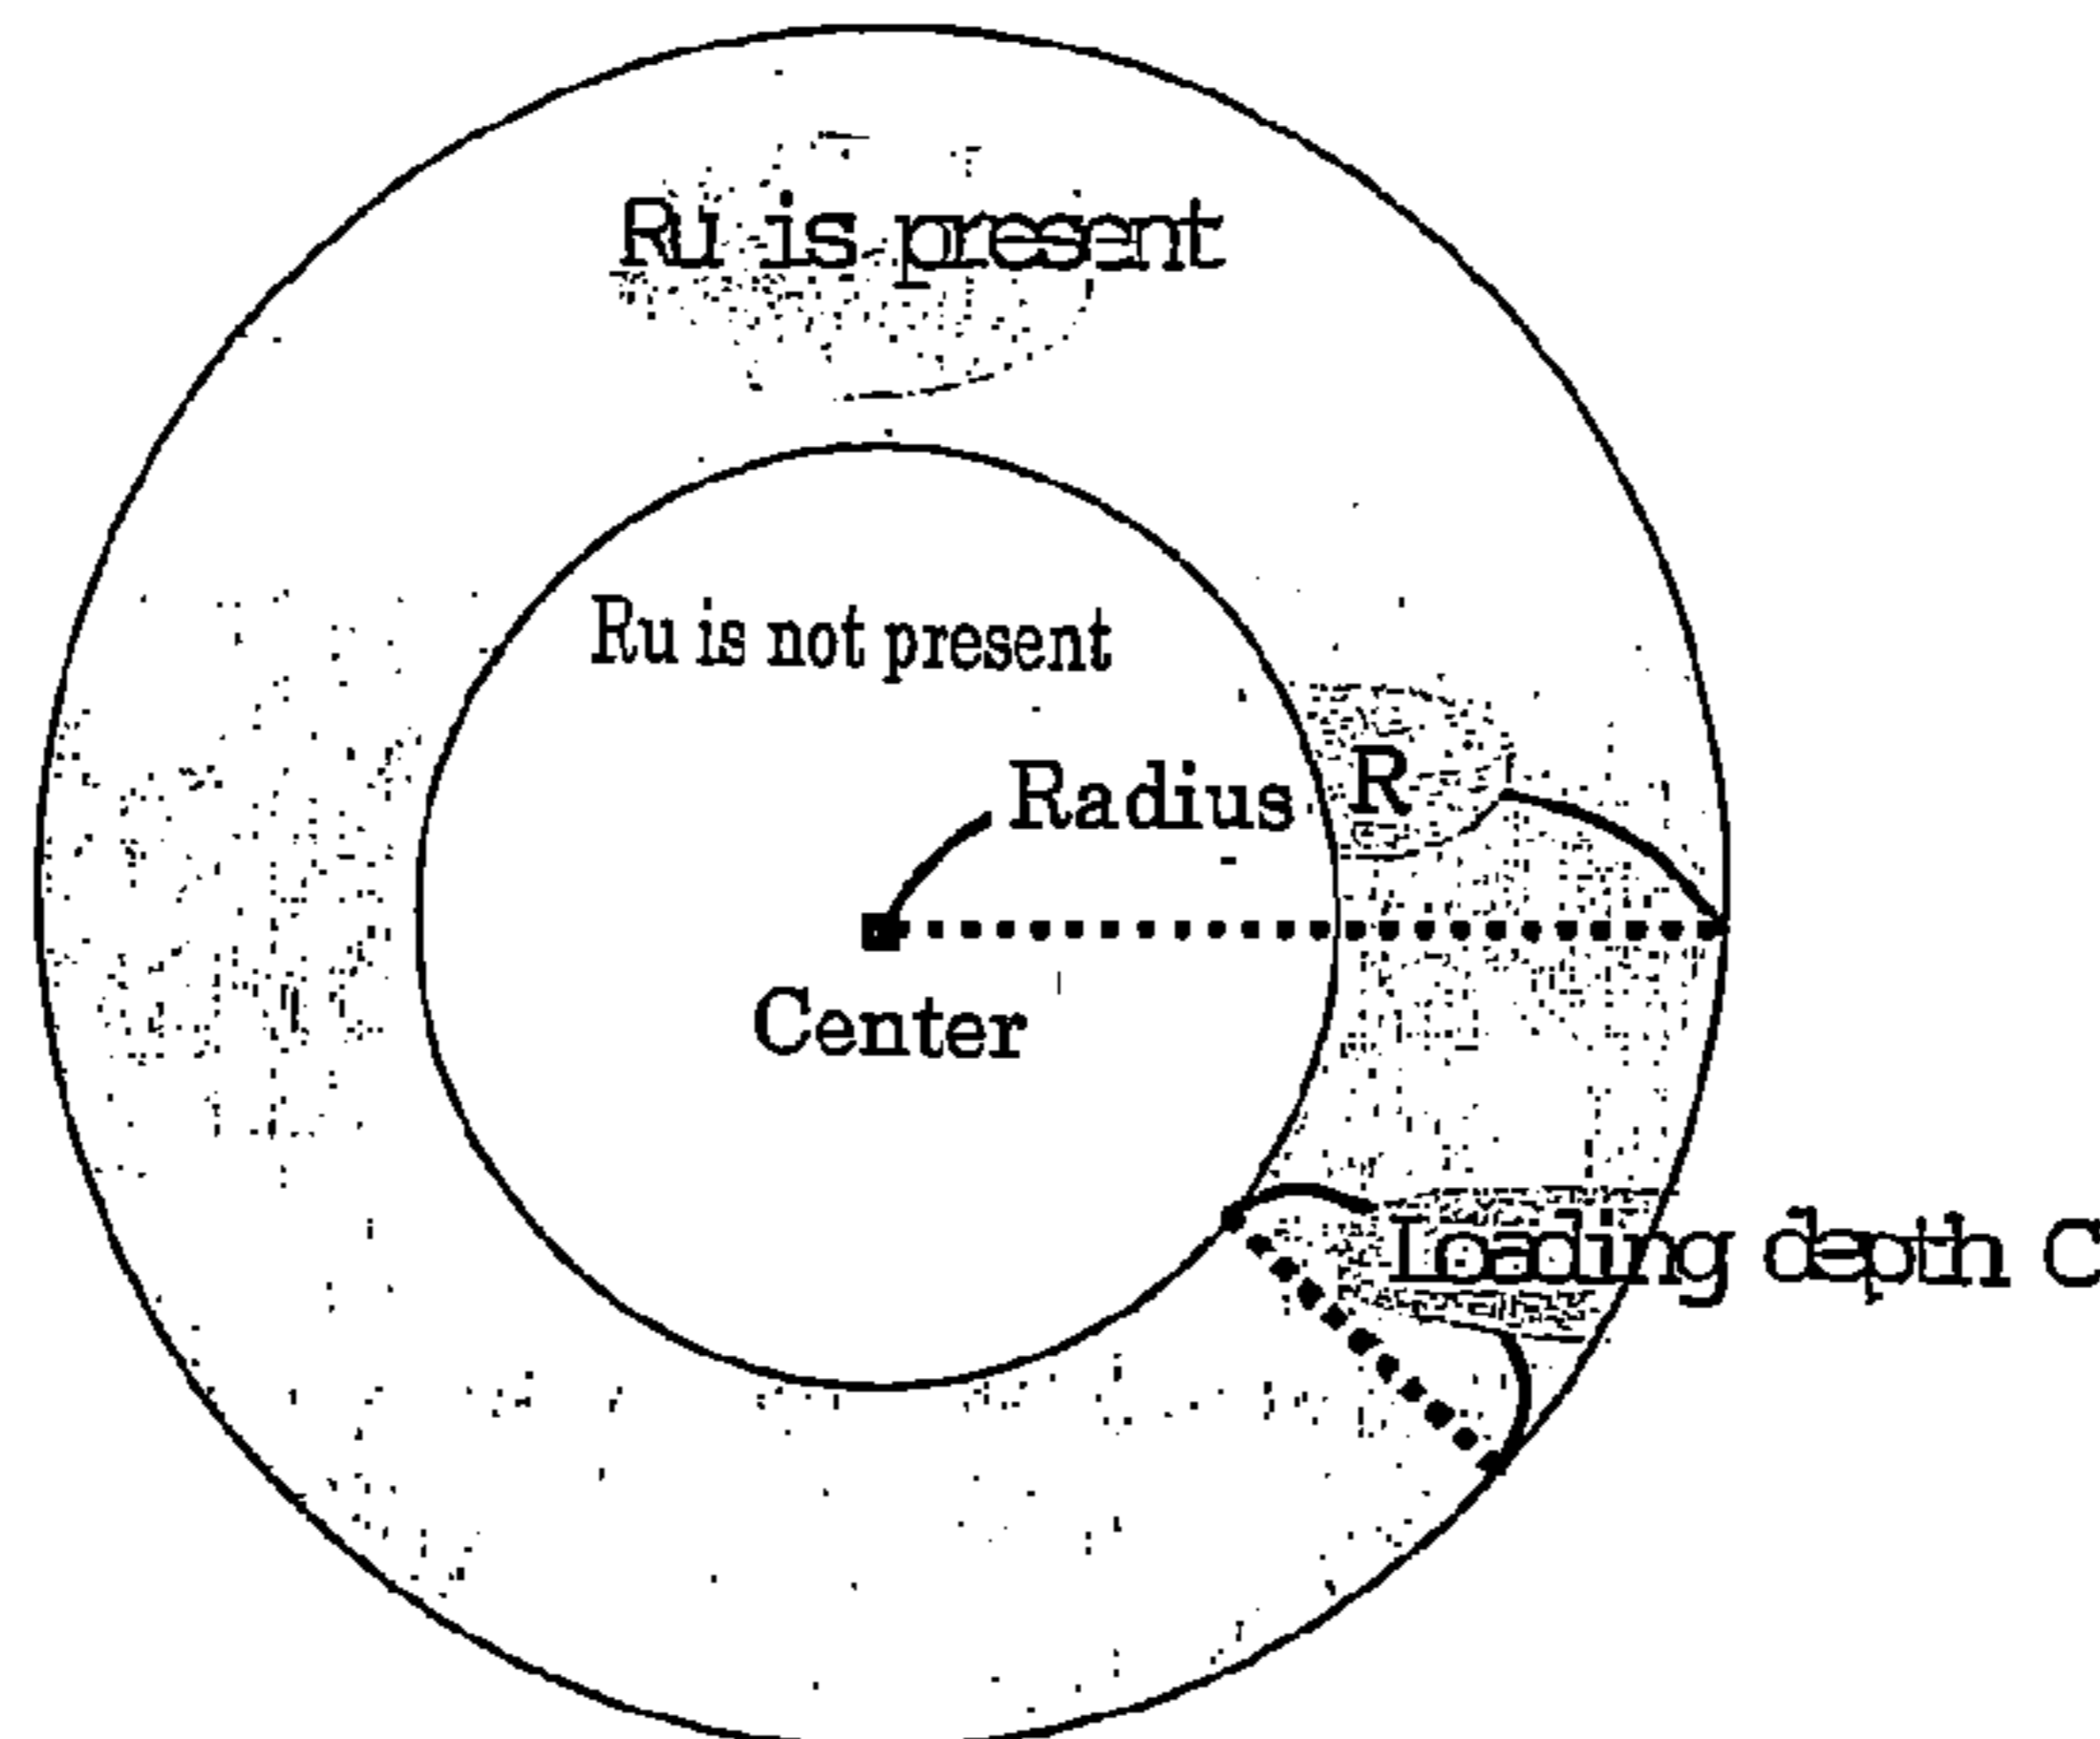 Ru is present
Ru is not present
Radius R
Center
Loading depth C